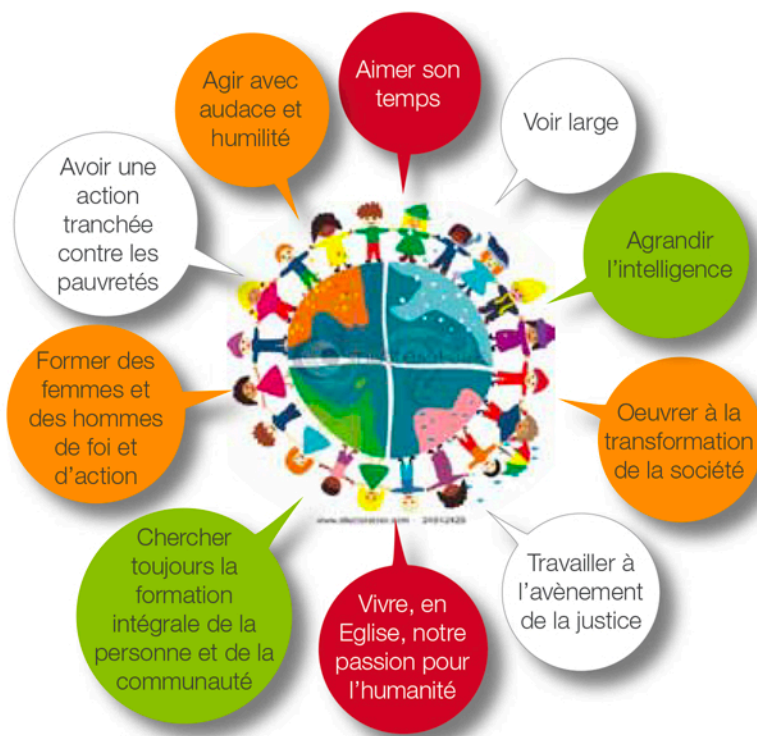 Aimer son
temps
Voir large
Agrandir
l'intelligence
Oeuvrer à la
transformation
de la société
Travailler à
l'avènement
de la justice
Vivre, en
Eglise, notre
passion pour
l'humanité
Chercher
toujours la
formation
intégrale de la
personne et de la
communauté
Former des
femmes et
des hommes
de foi et
d'action
Avoir une
action
tranchée
contre les
pauvretés
Agir avec
audace et
humilité